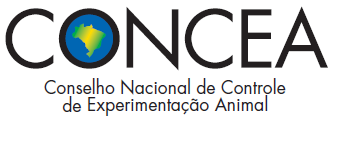 CONCEA
Conselho Nacional de Controle
de Experimentação Animal